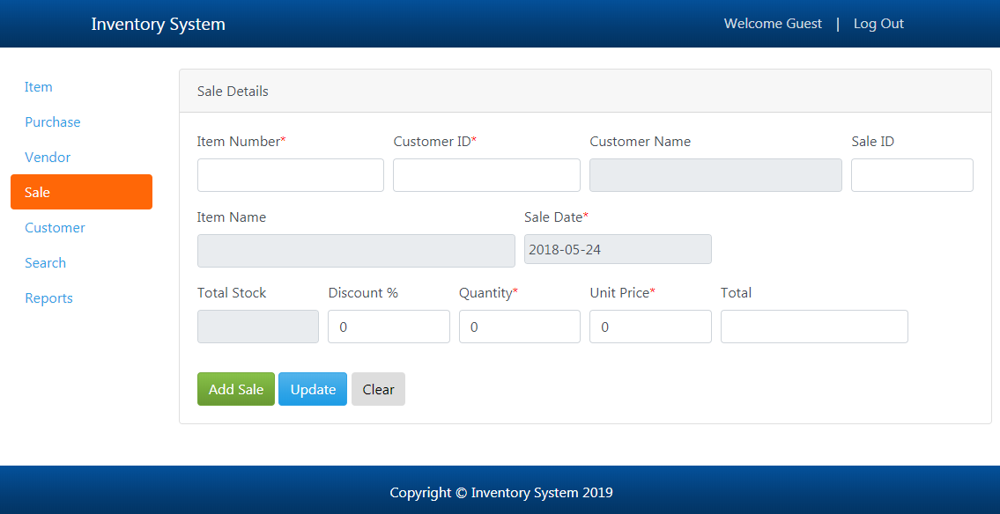 Inventory System
Welcome Guest | Log Out
Item
Purchase
Vendor
Sale
Customer
Search
Reports
Sale Details
Item Number* Customer ID* Customer Name Sale ID
Item Name Sale Date*
2018-05-24
Total Stock Discount % Quantity* Unit Price* Total
0 0 0
Add Sale Update Clear
Copyright © Inventory System 2019